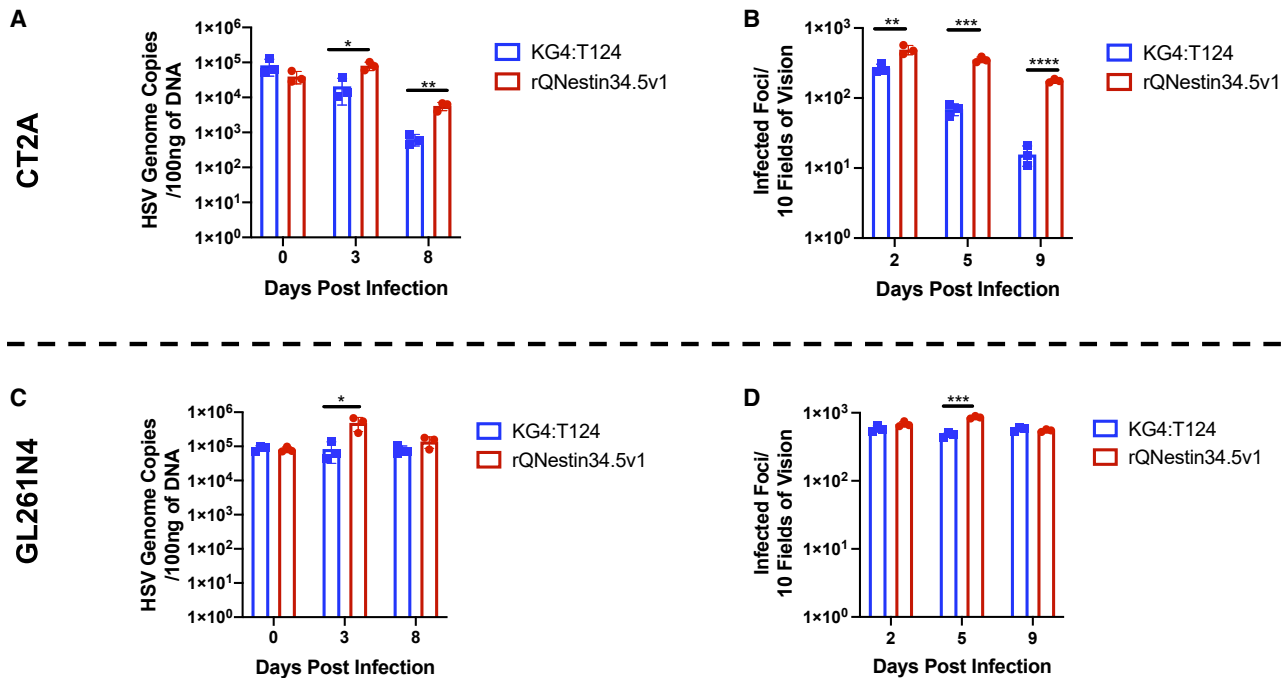 A
CT2A
HSV Genome Copies
/100ng of DNA
1×10⁶
1×10⁵
1×10⁴
1×10³
1×10²
1×10¹
1×10⁰
*
**
0
3
8
Days Post Infection
KG4:T124
rQNestin34.5v1
B
Infected Foci/
10 Fields of Vision
1×10³
1×10²
1×10¹
1×10⁰
**
***
****
2
5
9
Days Post Infection
KG4:T124
rQNestin34.5v1
C
GL261N4
HSV Genome Copies
/100ng of DNA
1×10⁶
1×10⁵
1×10⁴
1×10³
1×10²
1×10¹
1×10⁰
*
0
3
8
Days Post Infection
KG4:T124
rQNestin34.5v1
D
Infected Foci/
10 Fields of Vision
1×10³
1×10²
1×10¹
1×10⁰
***
2
5
9
Days Post Infection
KG4:T124
rQNestin34.5v1